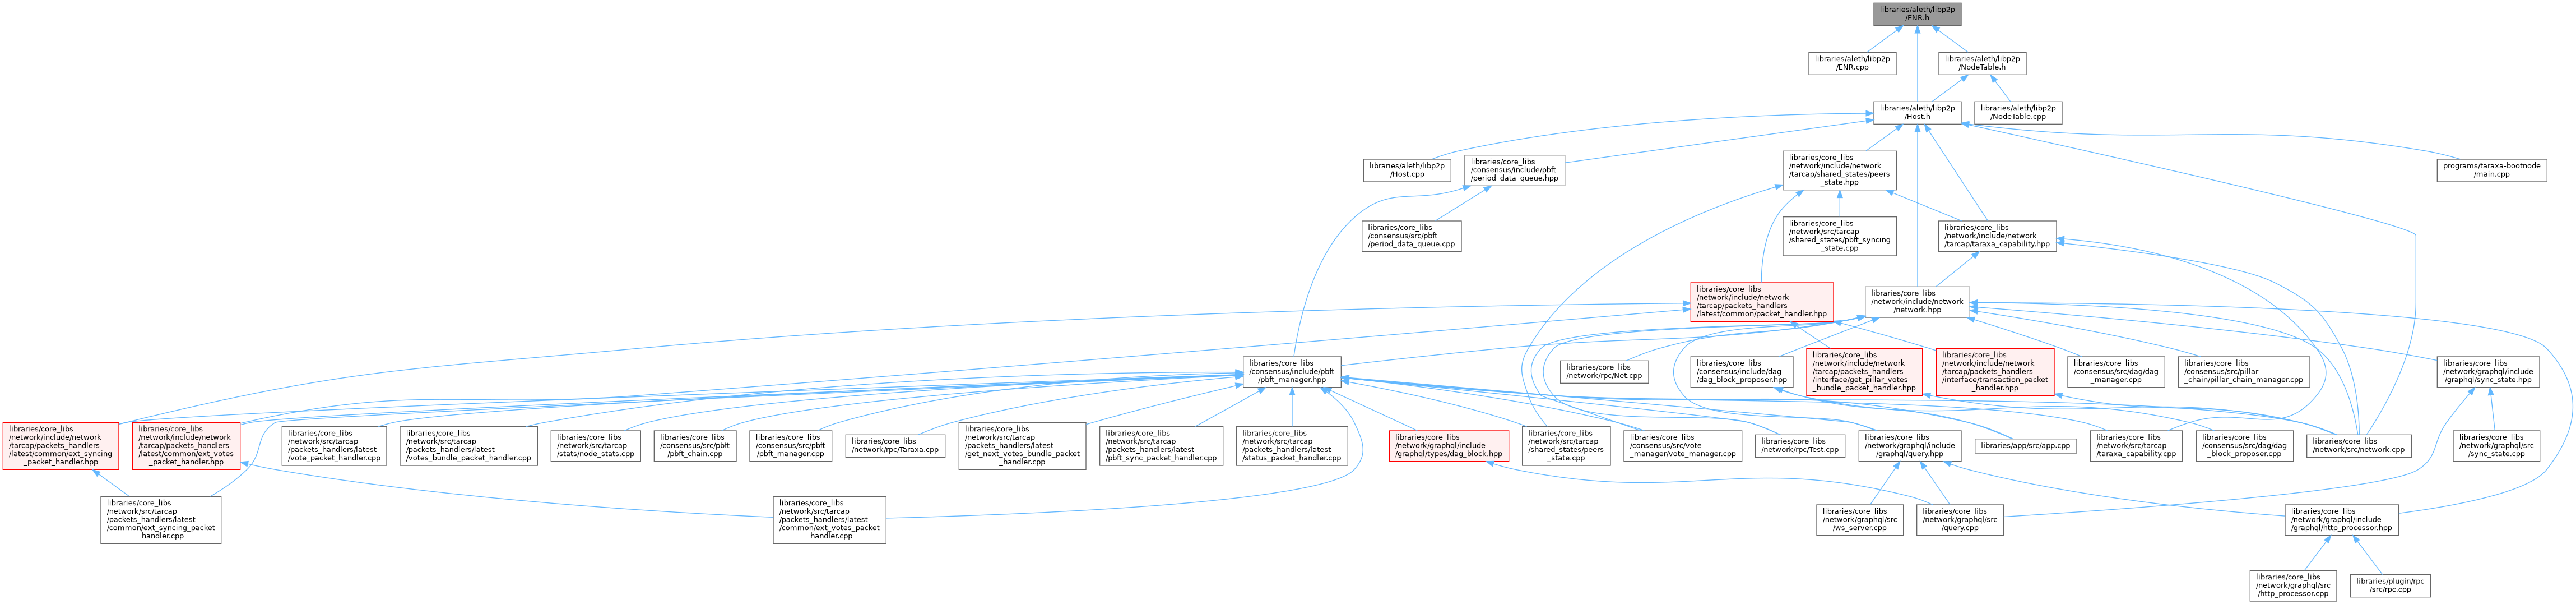 libraries/aleth/libp2p
/ENR.h
libraries/aleth/libp2p
/ENR.cpp
libraries/aleth/libp2p
/NodeTable.h
libraries/aleth/libp2p
/Host.h
libraries/aleth/libp2p
/NodeTable.cpp
libraries/aleth/libp2p
/Host.cpp
libraries/core_libs
/consensus/include/pbft
/period_data_queue.hpp
libraries/core_libs
/network/include/network
/tarcap/shared_states/peers
_state.hpp
programs/taraxa-bootnode
/main.cpp
libraries/core_libs
/consensus/src/pbft
/period_data_queue.cpp
libraries/core_libs
/network/src/tarcap
/shared_states/pbft_syncing
_state.cpp
libraries/core_libs
/network/include/network
/tarcap/taraxa_capability.hpp
libraries/core_libs
/network/include/network
/tarcap/packets_handlers
/latest/common/packet_handler.hpp
libraries/core_libs
/network/include/network
/network.hpp
libraries/core_libs
/consensus/include/pbft
/pbft_manager.hpp
libraries/core_libs
/network/rpc/Net.cpp
libraries/core_libs
/consensus/include/dag
/dag_block_proposer.hpp
libraries/core_libs
/network/include/network
/tarcap/packets_handlers
/interface/get_pillar_votes
_bundle_packet_handler.hpp
libraries/core_libs
/network/include/network
/tarcap/packets_handlers
/interface/transaction_packet
_handler.hpp
libraries/core_libs
/consensus/src/dag/dag
_manager.cpp
libraries/core_libs
/consensus/src/pillar
_chain/pillar_chain_manager.cpp
libraries/core_libs
/network/graphql/include
/graphql/sync_state.hpp
libraries/core_libs
/network/include/network
/tarcap/packets_handlers
/latest/common/ext_syncing
_packet_handler.hpp
libraries/core_libs
/network/include/network
/tarcap/packets_handlers
/latest/common/ext_votes
_packet_handler.hpp
libraries/core_libs
/network/src/tarcap
/packets_handlers/latest
/vote_packet_handler.cpp
libraries/core_libs
/network/src/tarcap
/packets_handlers/latest
/votes_bundle_packet_handler.cpp
libraries/core_libs
/network/src/tarcap
/stats/node_stats.cpp
libraries/core_libs
/consensus/src/pbft
/pbft_chain.cpp
libraries/core_libs
/consensus/src/pbft
/pbft_manager.cpp
libraries/core_libs
/network/rpc/Taraxa.cpp
libraries/core_libs
/network/src/tarcap
/packets_handlers/latest
/get_next_votes_bundle_packet
_handler.cpp
libraries/core_libs
/network/src/tarcap
/packets_handlers/latest
/pbft_sync_packet_handler.cpp
libraries/core_libs
/network/src/tarcap
/packets_handlers/latest
/status_packet_handler.cpp
libraries/core_libs
/network/graphql/include
/graphql/types/dag_block.hpp
libraries/core_libs
/network/src/tarcap
/shared_states/peers
_state.cpp
libraries/core_libs
/consensus/src/vote
_manager/vote_manager.cpp
libraries/core_libs
/network/rpc/Test.cpp
libraries/core_libs
/network/graphql/include
/graphql/query.hpp
libraries/app/src/app.cpp
libraries/core_libs
/network/src/tarcap
/taraxa_capability.cpp
libraries/core_libs
/consensus/src/dag/dag
_block_proposer.cpp
libraries/core_libs
/network/src/network.cpp
libraries/core_libs
/network/graphql/src
/sync_state.cpp
libraries/core_libs
/network/src/tarcap
/packets_handlers/latest
/common/ext_syncing_packet
_handler.cpp
libraries/core_libs
/network/src/tarcap
/packets_handlers/latest
/common/ext_votes_packet
_handler.cpp
libraries/core_libs
/network/graphql/src
/ws_server.cpp
libraries/core_libs
/network/graphql/src
/query.cpp
libraries/core_libs
/network/graphql/include
/graphql/http_processor.hpp
libraries/core_libs
/network/graphql/src
/http_processor.cpp
libraries/plugin/rpc
/src/rpc.cpp